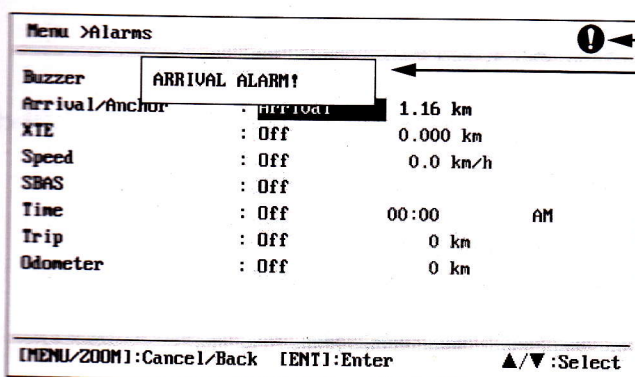 Menu >Alarms
ARRIVAL ALARM!
Buzzer
Arrival/Anchor : Arrival 1.16 km
XTE : Off 0.000 km
Speed : Off 0.0 km/h
SBAS : Off
Time : Off 00:00 AM
Trip : Off 0 km
Odometer : Off 0 km
[MENU/ZOOM]:Cancel/Back [ENT]:Enter ▲/▼:Select